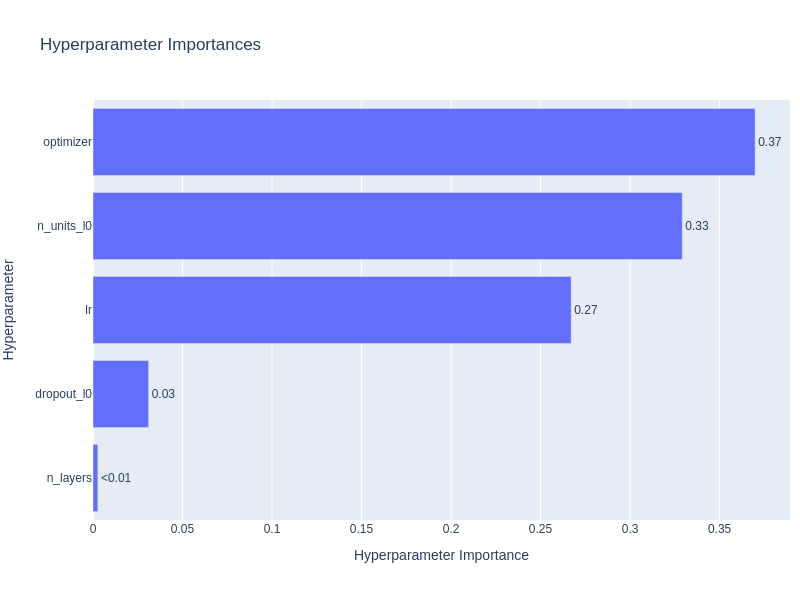 Hyperparameter Importances
Hyperparameter
optimizer
0.37
n_units_l0
0.33
lr
0.27
dropout_l0
0.03
n_layers
<0.01
0
0.05
0.1
0.15
0.2
0.25
0.3
0.35
Hyperparameter Importance